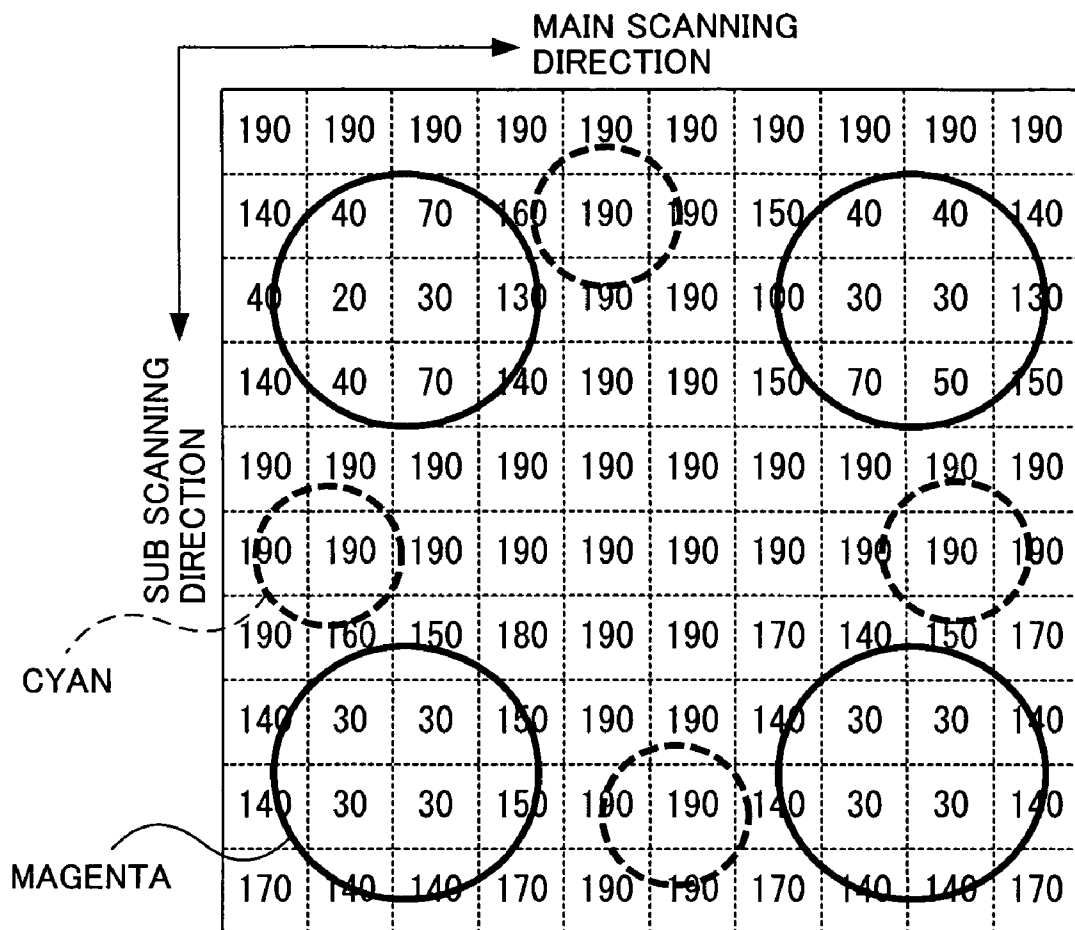 MAIN SCANNING
DIRECTION
SUB SCANNING
DIRECTION
190 190 190 190 190 190 190 190 190 190
140 40 70 160 190 190 150 40 40 140
40 20 30 130 190 190 100 30 30 130
140 40 70 140 190 190 150 70 50 150
190 190 190 190 190 190 190 190 190 190
190 190 190 190 190 190 190 190 190 190
190 160 150 180 190 190 170 140 150 170
140 30 30 150 190 190 140 30 30 140
140 30 30 150 190 190 140 30 30 140
170 140 140 170 190 190 170 140 140 170
CYAN
MAGENTA